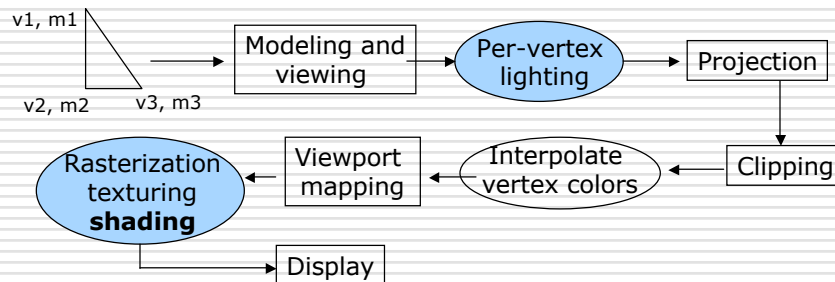 v1, m1
v2, m2
v3, m3
Modeling and
viewing
Per-vertex
lighting
Projection
Clipping
Interpolate
vertex colors
Viewport
mapping
Rasterization
texturing
shading
Display